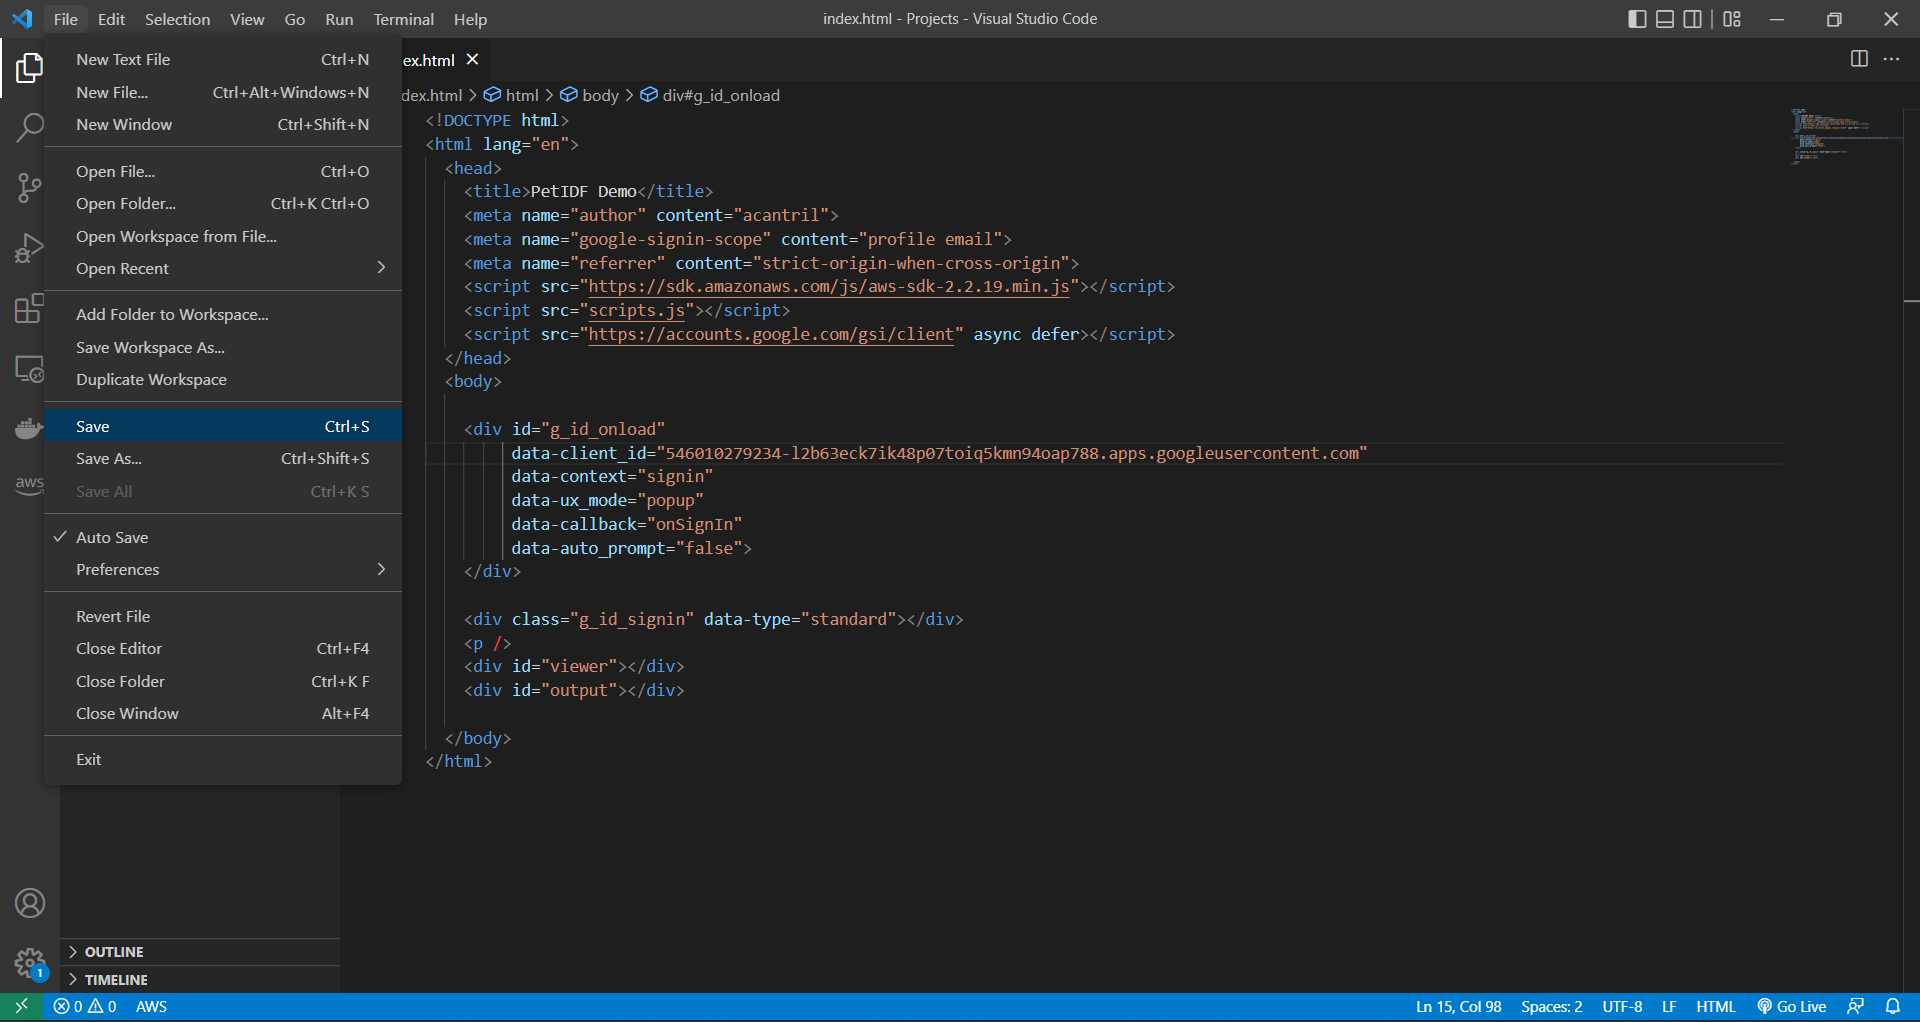 File Edit Selection View Go Run Terminal Help
index.html - Projects - Visual Studio Code
New Text File Ctrl+N
New File... Ctrl+Alt+Windows+N
New Window Ctrl+Shift+N
Open File... Ctrl+O
Open Folder... Ctrl+K Ctrl+O
Open Workspace from File...
Open Recent
Add Folder to Workspace...
Save Workspace As...
Duplicate Workspace
Save Ctrl+S
Save As... Ctrl+Shift+S
Save All Ctrl+K S
Auto Save
Preferences
Revert File
Close Editor Ctrl+F4
Close Folder Ctrl+K F
Close Window Alt+F4
Exit
aws
OUTLINE
TIMELINE
1
ex.html
dex.html > html > body > div#g_id_onload
<!DOCTYPE html>
<html lang="en">
<head>
<title>PetIDF Demo</title>
<meta name="author" content="acantril">
<meta name="google-signin-scope" content="profile email">
<meta name="referrer" content="strict-origin-when-cross-origin">
<script src="https://sdk.amazonaws.com/js/aws-sdk-2.2.19.min.js"></script>
<script src="scripts.js"></script>
<script src="https://accounts.google.com/gsi/client" async defer></script>
</head>
<body>
<div id="g_id_onload"
data-client_id="546010279234-l2b63eck7ik48p07toiq5kmn94oap788.apps.googleusercontent.com"
data-context="signin"
data-ux_mode="popup"
data-callback="onSignIn"
data-auto_prompt="false">
</div>
<div class="g_id_signin" data-type="standard"></div>
<p />
<div id="viewer"></div>
<div id="output"></div>
</body>
</html>
0 0 AWS
Ln 15, Col 98 Spaces: 2 UTF-8 LF HTML Go Live